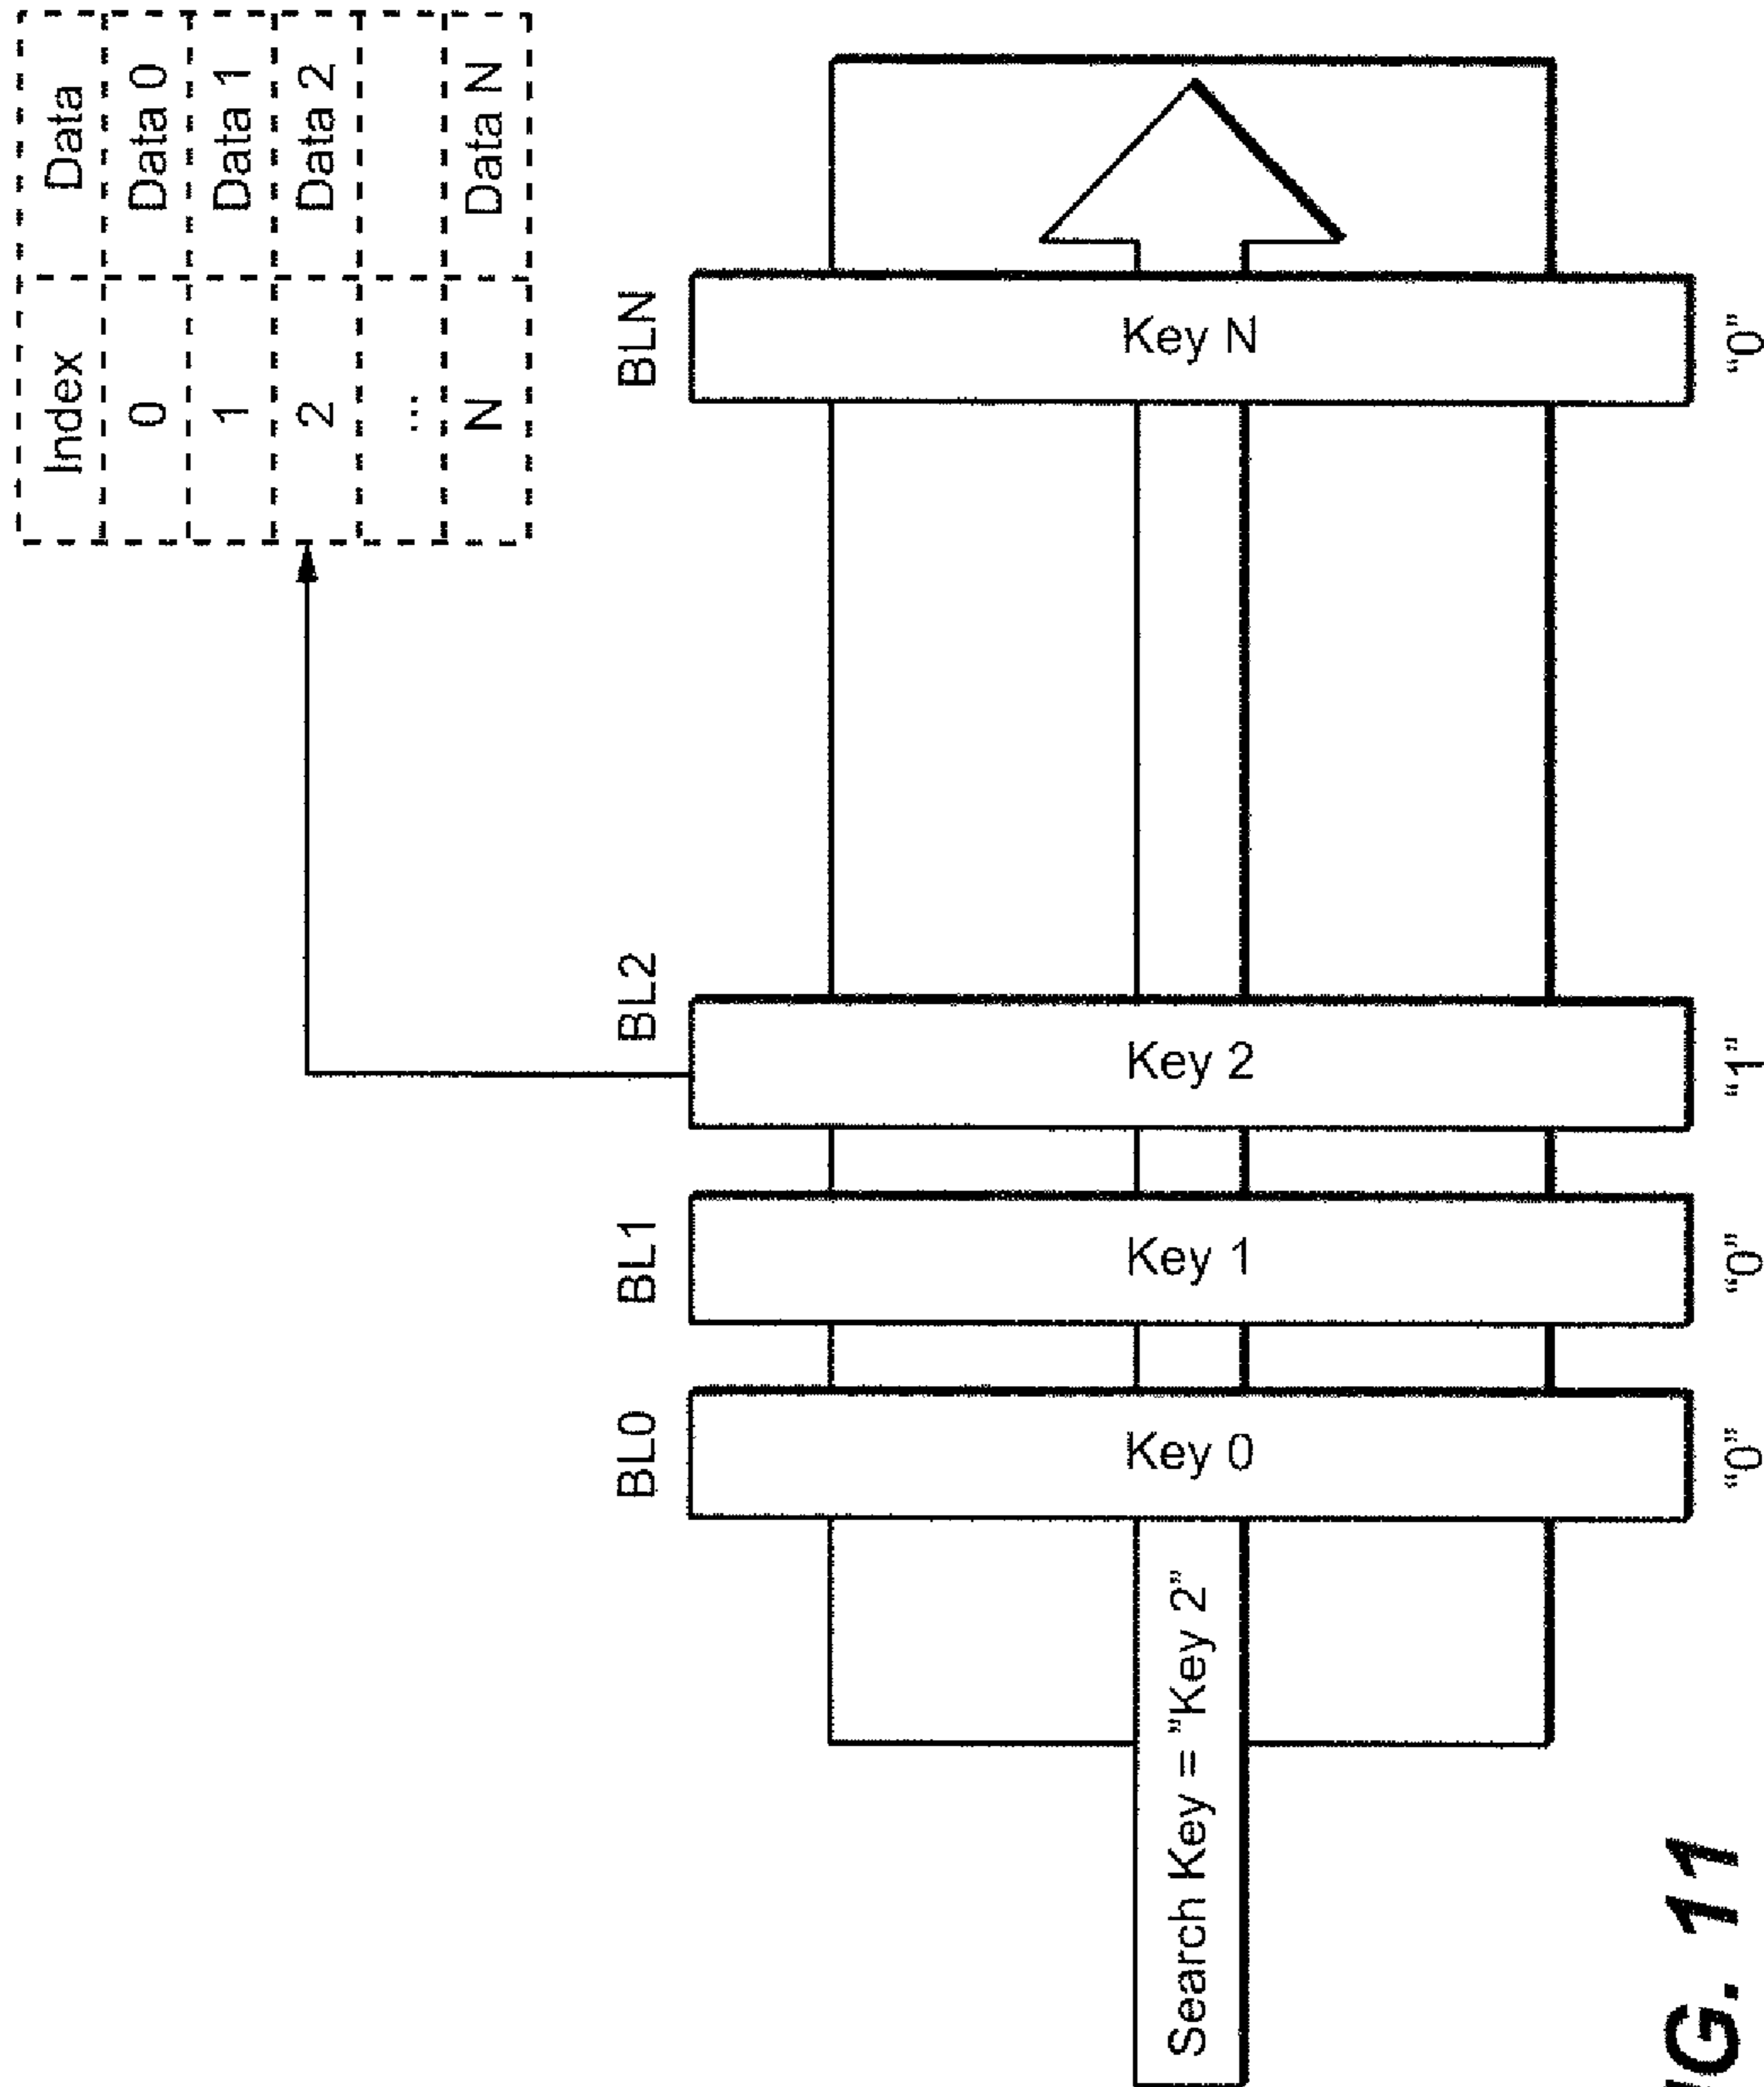 Index Data
0 Data 0
1 Data 1
2 Data 2
...
N Data N
BL0 BL1 BL2 BLN
Search Key = "Key 2"
Key 0 Key 1 Key 2 Key N
“0” “0” “1” “0”
IG. 11